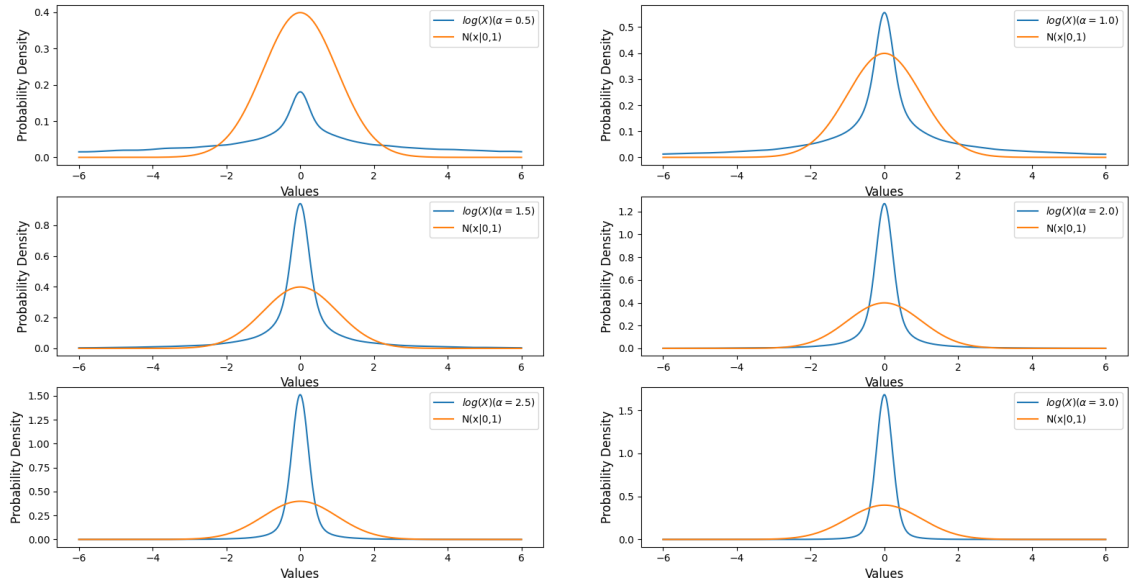 Probability Density
0.4
0.3
0.2
0.1
0.0
log(X)(α = 0.5)
N(x|0,1)
−6 −4 −2 0 2 4 6
Values
Probability Density
0.5
0.4
0.3
0.2
0.1
0.0
log(X)(α = 1.0)
N(x|0,1)
−6 −4 −2 0 2 4 6
Values
Probability Density
0.8
0.6
0.4
0.2
0.0
log(X)(α = 1.5)
N(x|0,1)
−6 −4 −2 0 2 4 6
Values
Probability Density
1.2
1.0
0.8
0.6
0.4
0.2
0.0
log(X)(α = 2.0)
N(x|0,1)
−6 −4 −2 0 2 4 6
Values
Probability Density
1.50
1.25
1.00
0.75
0.50
0.25
0.00
log(X)(α = 2.5)
N(x|0,1)
−6 −4 −2 0 2 4 6
Values
Probability Density
1.5
1.0
0.5
0.0
log(X)(α = 3.0)
N(x|0,1)
−6 −4 −2 0 2 4 6
Values